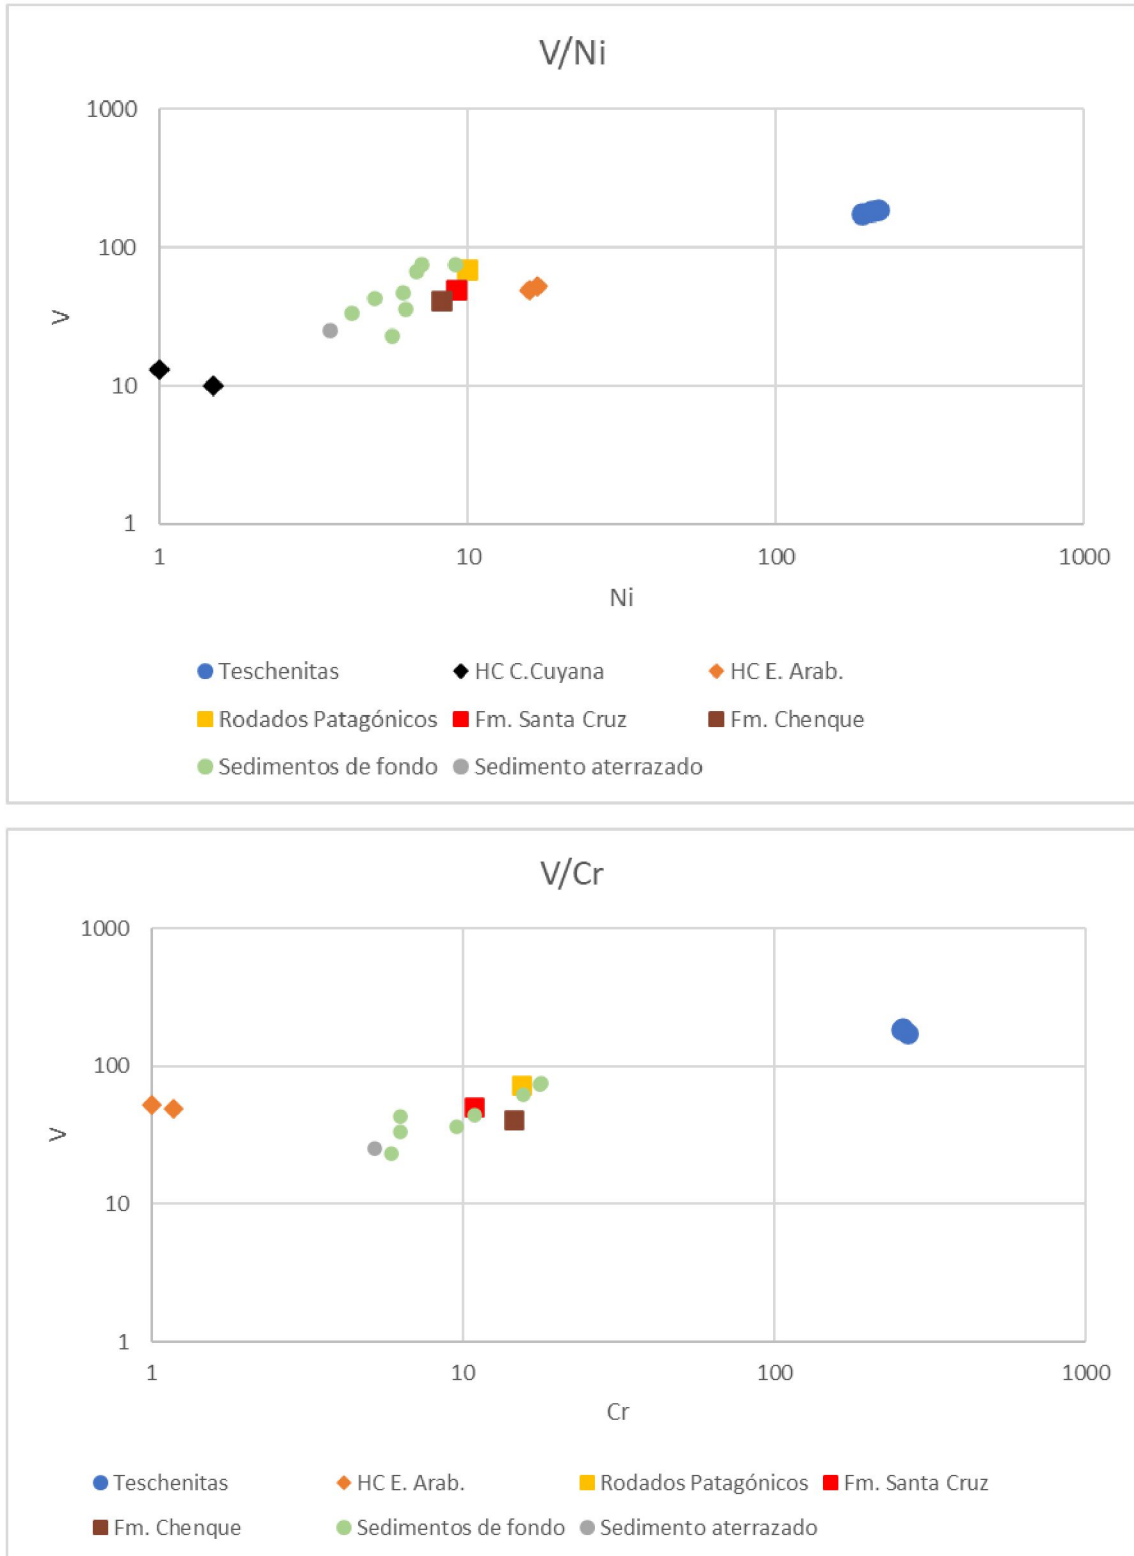 V/Ni
1000
100
10
1
V
1 10 100 1000
Ni
Teschenitas HC C.Cuyana HC E. Arab.
Rodados Patagónicos Fm. Santa Cruz Fm. Chenque
Sedimentos de fondo Sedimento aterrazado
V/Cr
1000
100
10
1
V
1 10 100 1000
Cr
Teschenitas HC E. Arab. Rodados Patagónicos Fm. Santa Cruz
Fm. Chenque Sedimentos de fondo Sedimento aterrazado